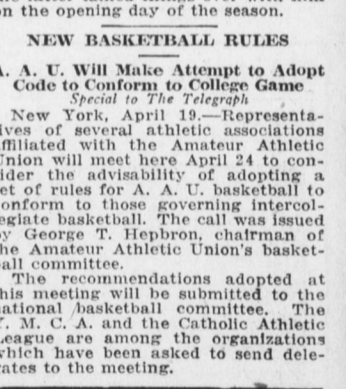 n the opening day of the season.
NEW BASKETBALL RULES
A. A. U. Will Make Attempt to Adopt
Code to Conform to College Game
Special to The Telegraph
New York, April 19.—Representa-
ives of several athletic associations
ffiliated with the Amateur Athletic
Union will meet here April 24 to con-
ider the advisability of adopting a
et of rules for A. A. U. basketball to
onform to those governing intercol-
egiate basketball. The call was issued
by George T. Hepbron, chairman of
he Amateur Athletic Union's basket-
all committee.
The recommendations adopted at
his meeting will be submitted to the
national basketball committee. The
Y. M. C. A. and the Catholic Athletic
League are among the organizations
which have been asked to send dele-
ates to the meeting.